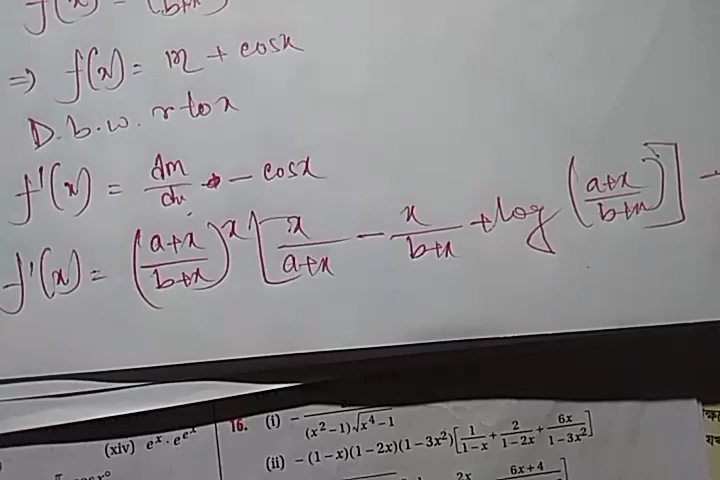 ⇒ f(x) = m + cosx
D.b.w. r to x
f'(x) = dm/dx - cosx
f'(x) = ((a+x)/(b+x))^x [x/(a+x) - x/(b+x) + log((a+x)/(b+x))] -
(xiv) e^x · e^{e^x}
16. (i) - (x²-1)√(x⁴-1)
(ii) -(1-x)(1-2x)(1-3x²)[1/(1-x) + 2/(1-2x) + 6x/(1-3x²)]
2x 6x+4